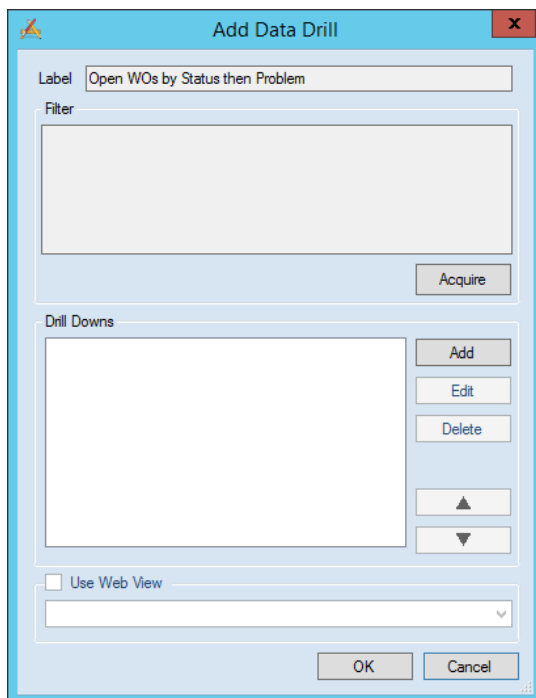 Add Data Drill
x
Label Open WOs by Status then Problem
Filter
Acquire
Drill Downs
Add
Edit
Delete
Use Web View
OK Cancel